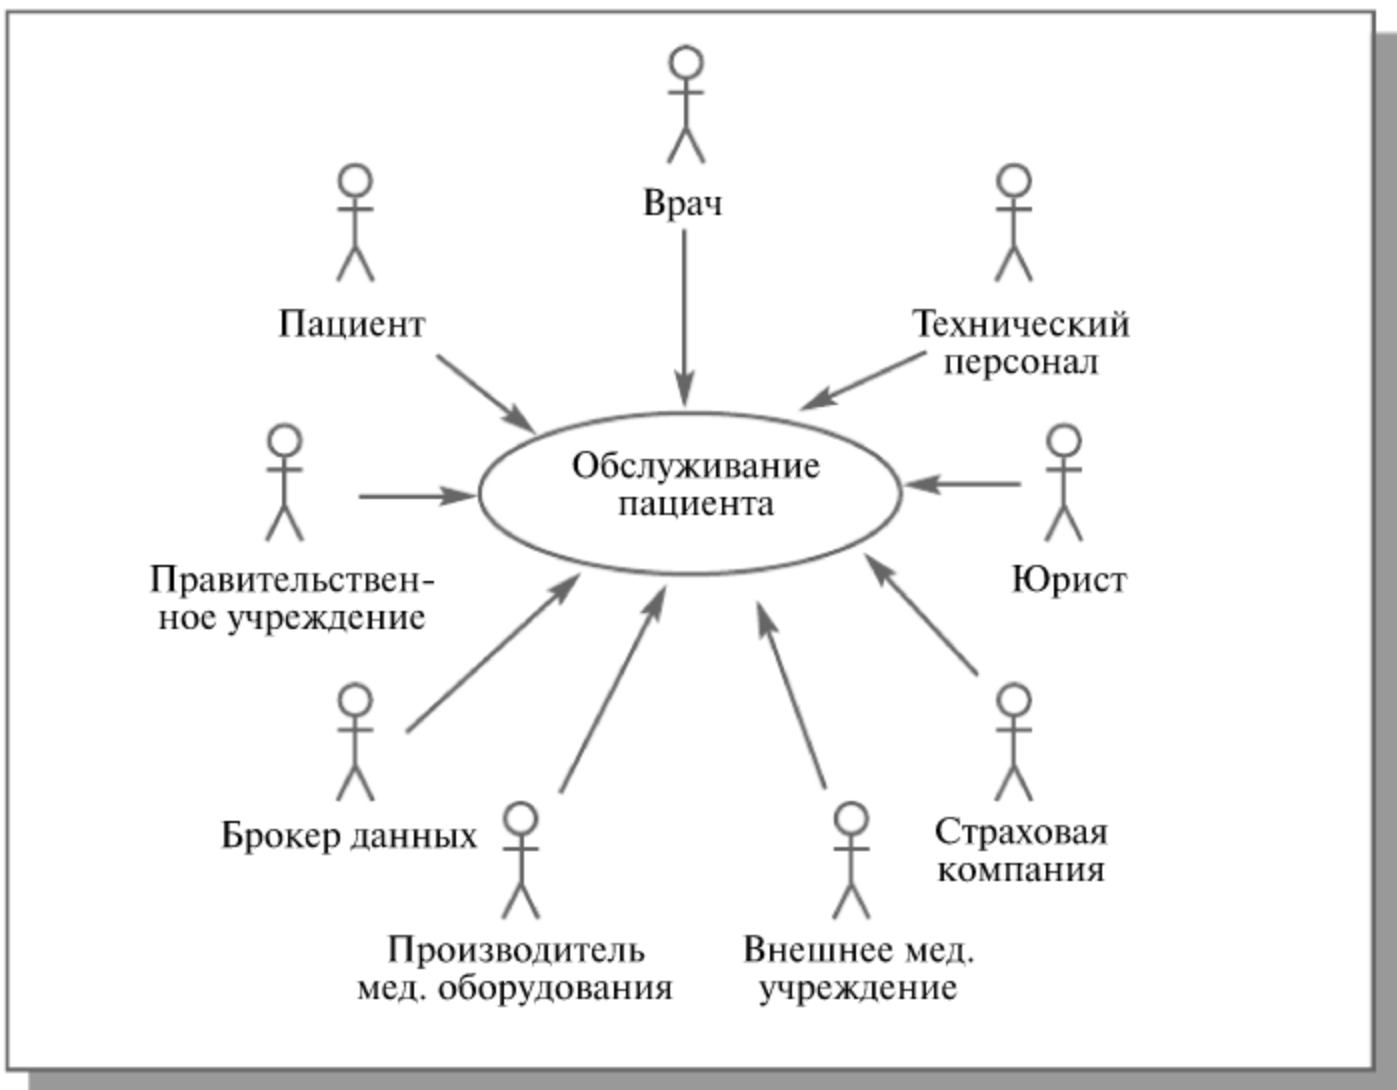 Врач
Пациент
Технический
персонал
Обслуживание
пациента
Правительствен-
ное учреждение
Юрист
Брокер данных
Страховая
компания
Производитель
мед. оборудования
Внешнее мед.
учреждение